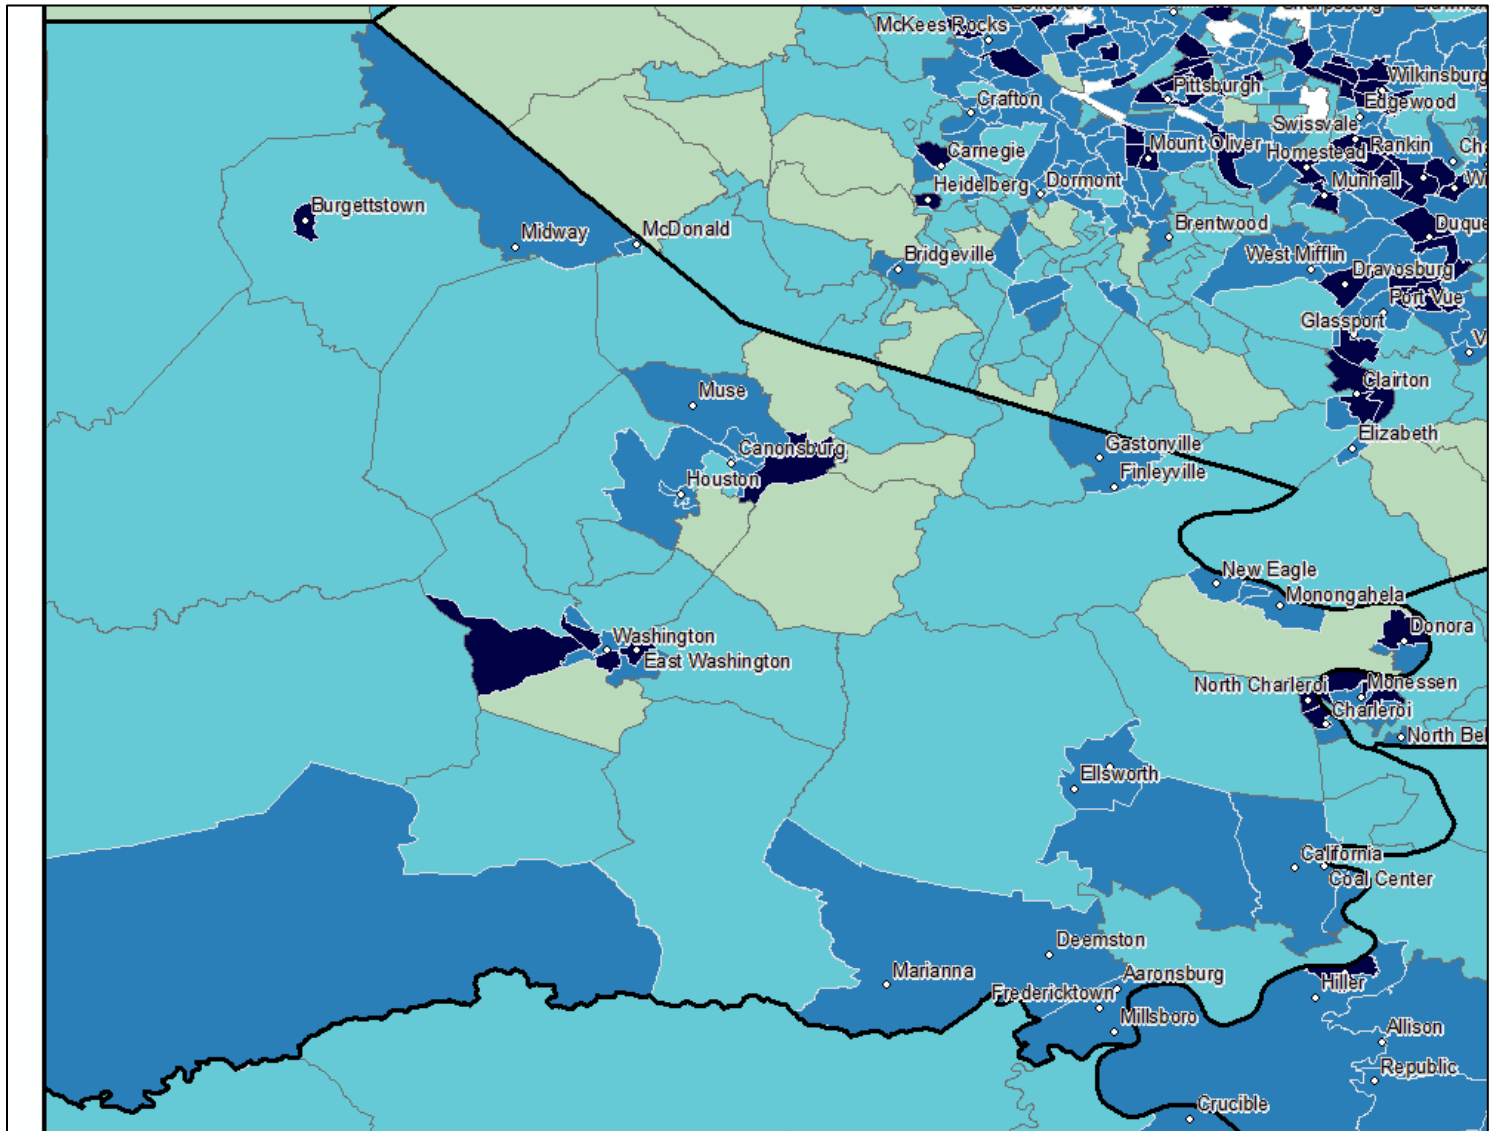 McKees Rocks
Wilkinsburg
Pittsburgh
Edgewood
Crafton
Swissvale
Mount Oliver
Homestead
Rankin
Carnegie
Munhall
Heidelberg
Dormont
Burgettstown
Brentwood
Duque
Midway
McDonald
Bridgeville
West Mifflin
Dravosburg
Port Vue
Glassport
V
Clairton
Muse
Elizabeth
Gastonville
Canonsburg
Finleyville
Houston
New Eagle
Monongahela
Donora
Washington
East Washington
North Charleroi
Monessen
Charleroi
North Bel
Ellsworth
California
Coal Center
Deemston
Marianna
Aaronsburg
Fredericktown
Hiller
Millsboro
Allison
Republic
Crucible